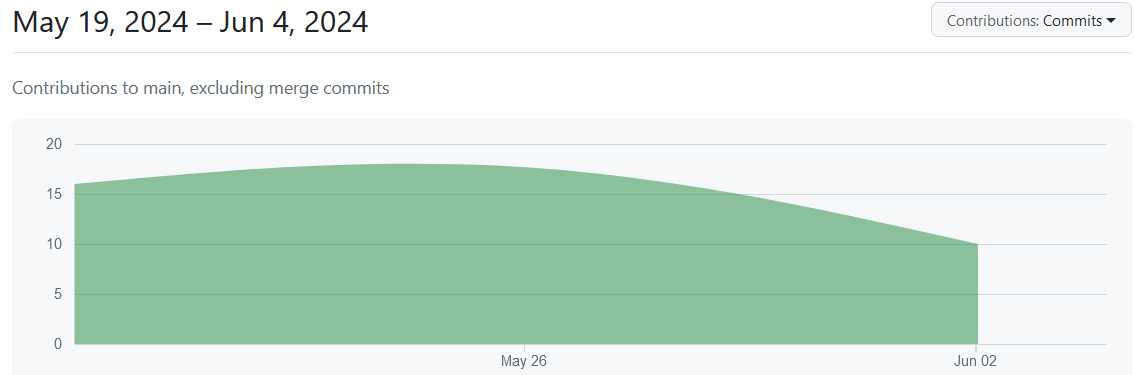 May 19, 2024 – Jun 4, 2024
Contributions: Commits
Contributions to main, excluding merge commits
20
15
10
5
0
May 26
Jun 02